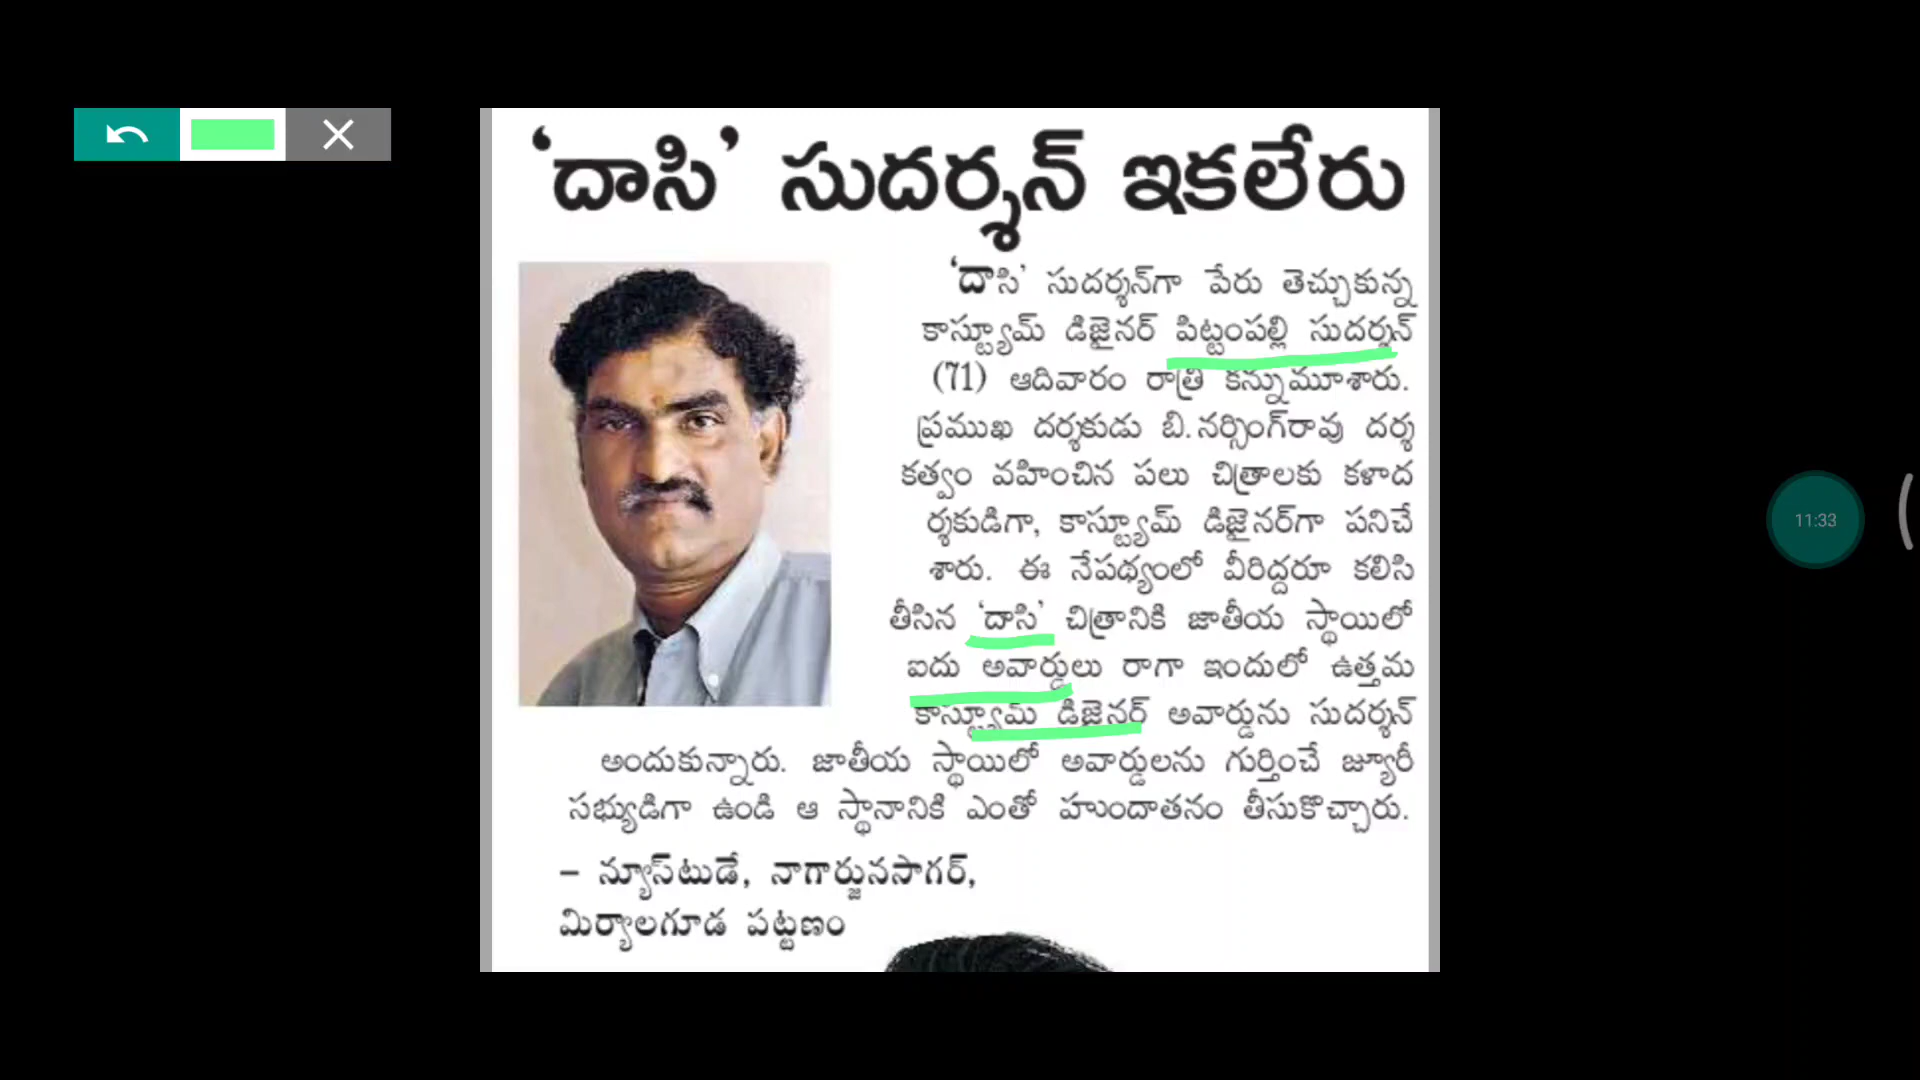 ‘దాసి’ సుదర్శన్ ఇకలేరు
‘దాసి’ సుదర్శన్‌గా పేరు తెచ్చుకున్న
కాస్ట్యూమ్ డిజైనర్ పిట్టంపల్లి సుదర్శన్
(71) ఆదివారం రాత్రి కన్నుమూశారు.
ప్రముఖ దర్శకుడు బి.నర్సింగ్‌రావు దర్శ
కత్వం వహించిన పలు చిత్రాలకు కళాద
ర్శకుడిగా, కాస్ట్యూమ్ డిజైనర్‌గా పనిచే
శారు. ఈ నేపథ్యంలో వీరిద్దరూ కలిసి
తీసిన ‘దాసి’ చిత్రానికి జాతీయ స్థాయిలో
ఐదు అవార్డులు రాగా ఇందులో ఉత్తమ
కాస్ట్యూమ్ డిజైనర్ అవార్డును సుదర్శన్
అందుకున్నారు. జాతీయ స్థాయిలో అవార్డులను గుర్తించే జ్యూరీ
సభ్యుడిగా ఉండి ఆ స్థానానికి ఎంతో హుందాతనం తీసుకొచ్చారు.
– న్యూస్‌టుడే, నాగార్జునసాగర్,
మిర్యాలగూడ పట్టణం
11:33